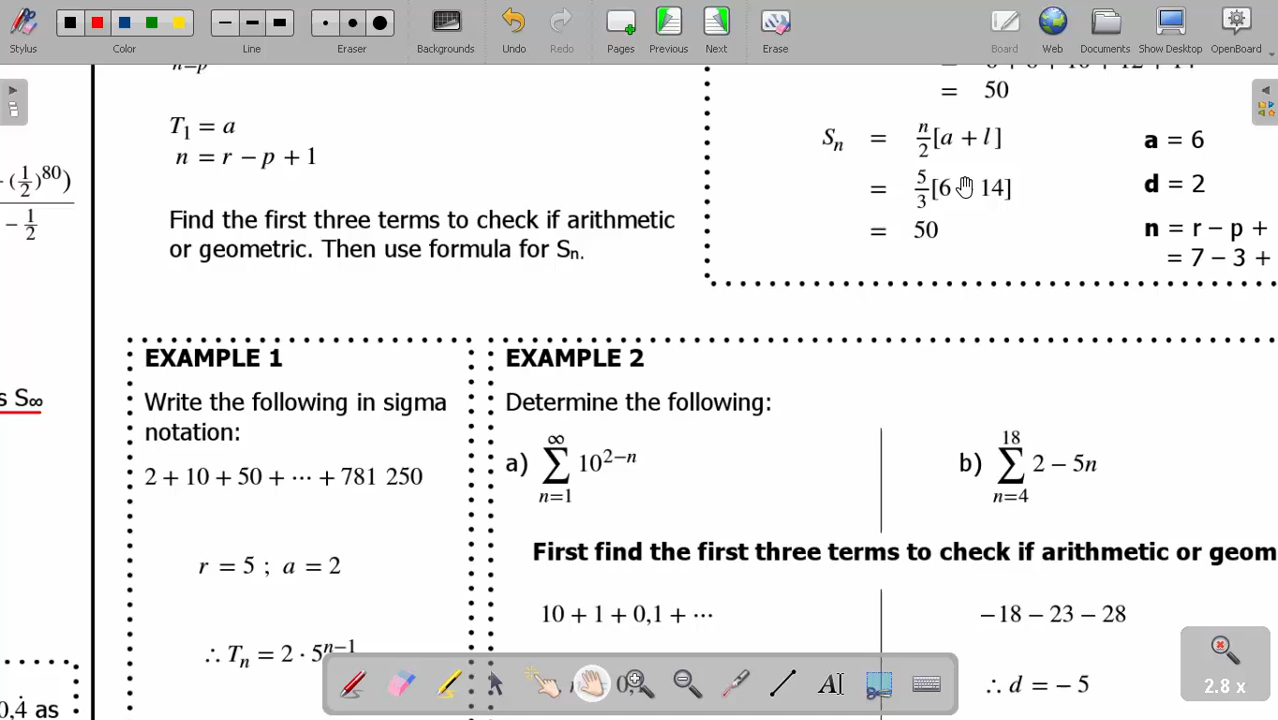 Stylus
Color
Line
Eraser
Backgrounds
Undo
Redo
Pages
Previous
Next
Erase
Board
Web
Documents
Show Desktop
OpenBoard
n=p
T₁ = a
n = r − p + 1
Find the first three terms to check if arithmetic
or geometric. Then use formula for Sₙ.
= 50
Sₙ = n/2 [a + l]
= 5/3 [6 14]
= 50
a = 6
d = 2
n = r − p +
= 7 − 3 +
(1/2)⁸⁰)
− 1/2
s S∞
0,4̇ as
EXAMPLE 1
Write the following in sigma
notation:
2 + 10 + 50 + ⋯ + 781 250
r = 5 ; a = 2
∴ Tₙ = 2 · 5ⁿ⁻¹
EXAMPLE 2
Determine the following:
a) ∞ ∑ n=1 10²⁻ⁿ
b) 18 ∑ n=4 2 − 5n
First find the first three terms to check if arithmetic or geom
10 + 1 + 0,1 + ⋯
−18 − 23 − 28
∴ d = − 5
2.8 x